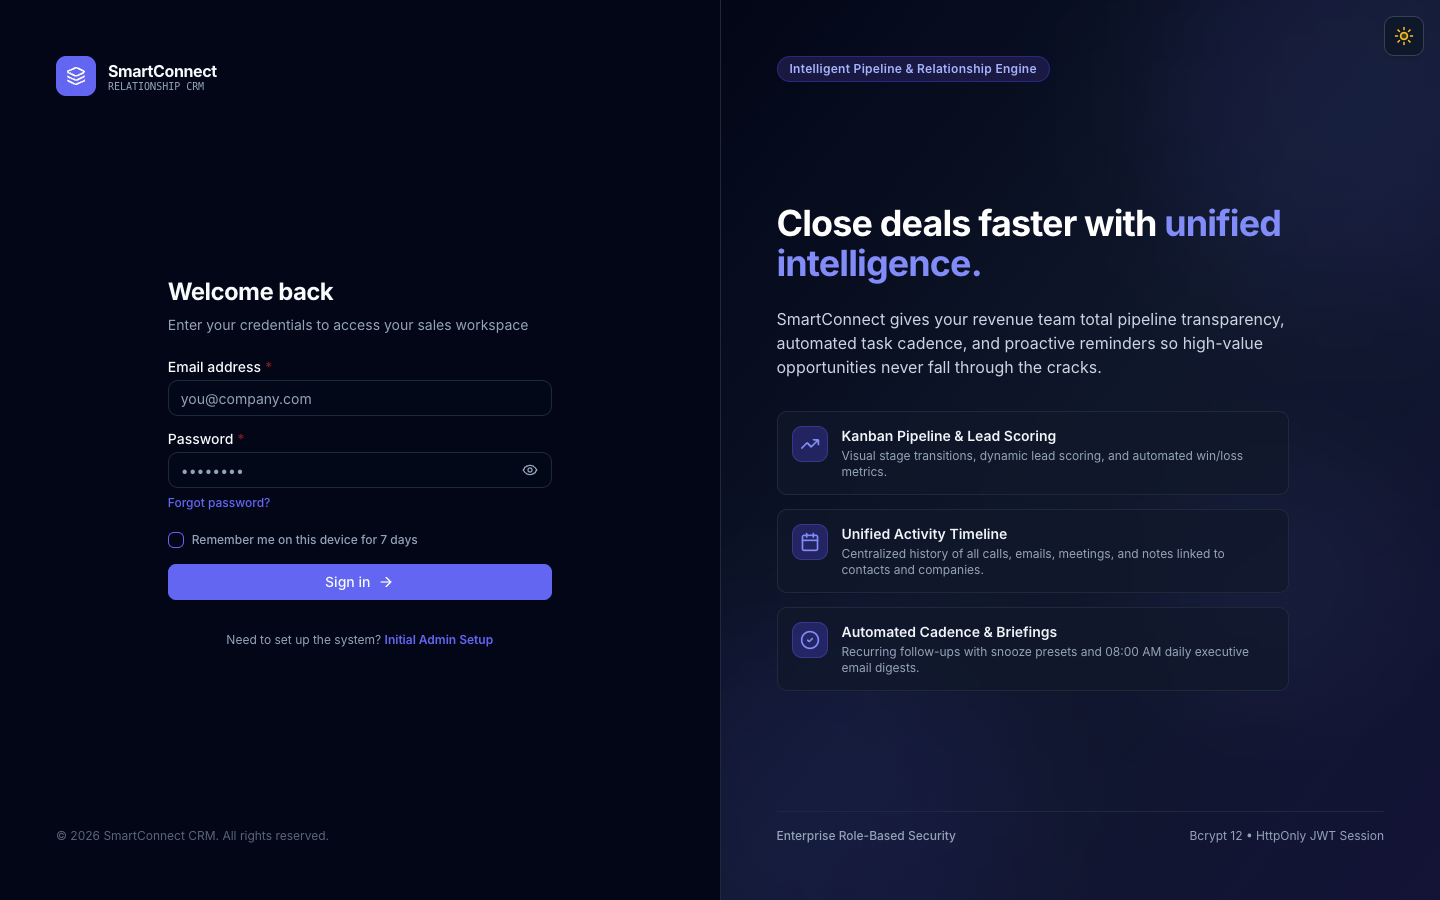 SmartConnect
RELATIONSHIP CRM
Welcome back
Enter your credentials to access your sales workspace
Email address *
you@company.com
Password *
••••••••
Forgot password?
Remember me on this device for 7 days
Sign in →
Need to set up the system? Initial Admin Setup
© 2026 SmartConnect CRM. All rights reserved.
Intelligent Pipeline & Relationship Engine
Close deals faster with unified
intelligence.
SmartConnect gives your revenue team total pipeline transparency,
automated task cadence, and proactive reminders so high-value
opportunities never fall through the cracks.
Kanban Pipeline & Lead Scoring
Visual stage transitions, dynamic lead scoring, and automated win/loss
metrics.
Unified Activity Timeline
Centralized history of all calls, emails, meetings, and notes linked to
contacts and companies.
Automated Cadence & Briefings
Recurring follow-ups with snooze presets and 08:00 AM daily executive
email digests.
Enterprise Role-Based Security
Bcrypt 12 • HttpOnly JWT Session